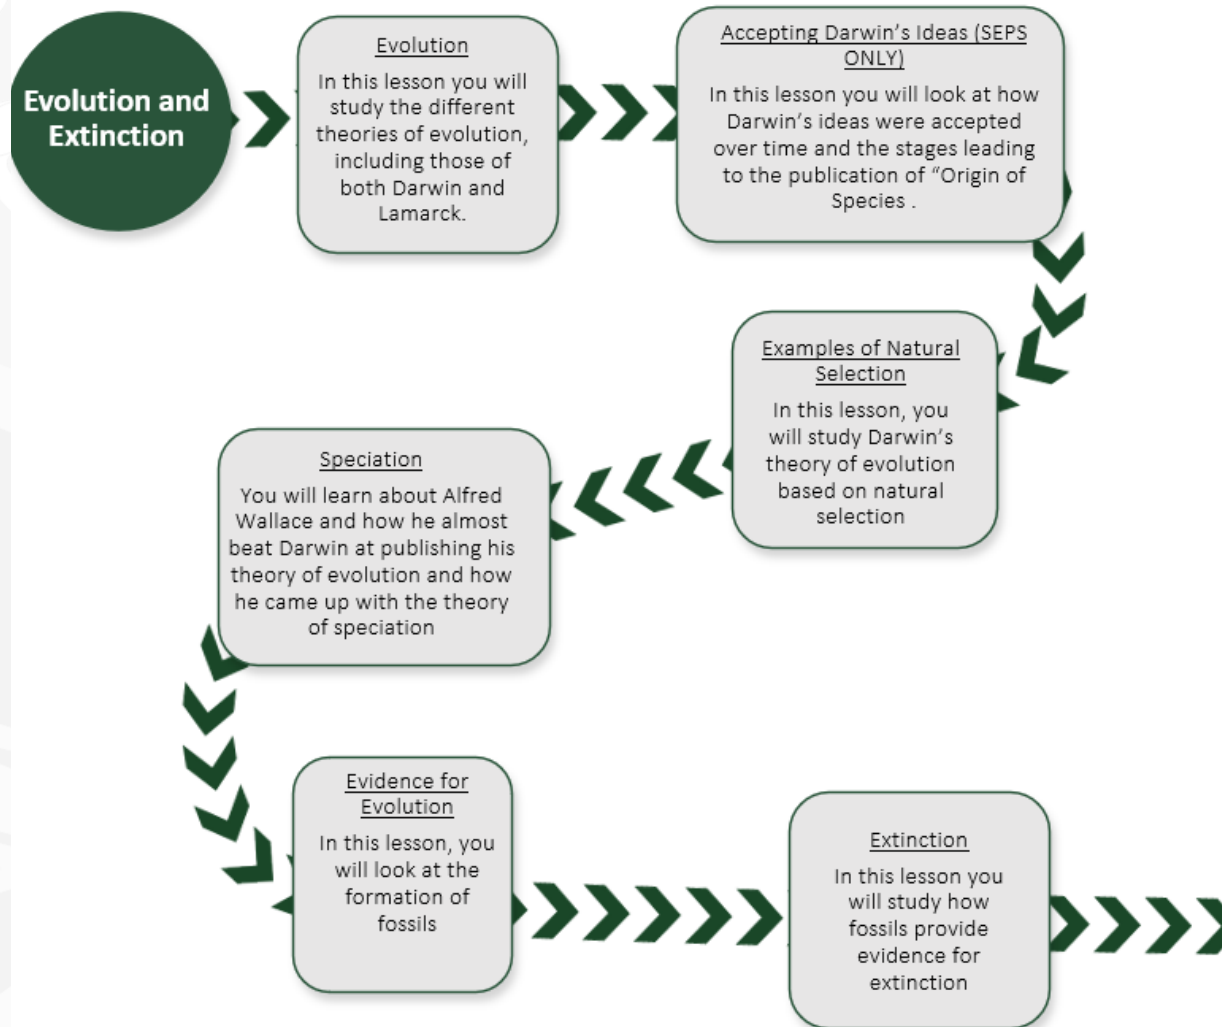 Evolution and
Extinction
Evolution
In this lesson you will
study the different
theories of evolution,
including those of
both Darwin and
Lamarck.
Accepting Darwin’s Ideas (SEPS
ONLY)
In this lesson you will look at how
Darwin’s ideas were accepted
over time and the stages leading
to the publication of “Origin of
Species .
Examples of Natural
Selection
In this lesson, you
will study Darwin’s
theory of evolution
based on natural
selection
Speciation
You will learn about Alfred
Wallace and how he almost
beat Darwin at publishing his
theory of evolution and how
he came up with the theory
of speciation
Evidence for
Evolution
In this lesson, you
will look at the
formation of
fossils
Extinction
In this lesson you
will study how
fossils provide
evidence for
extinction